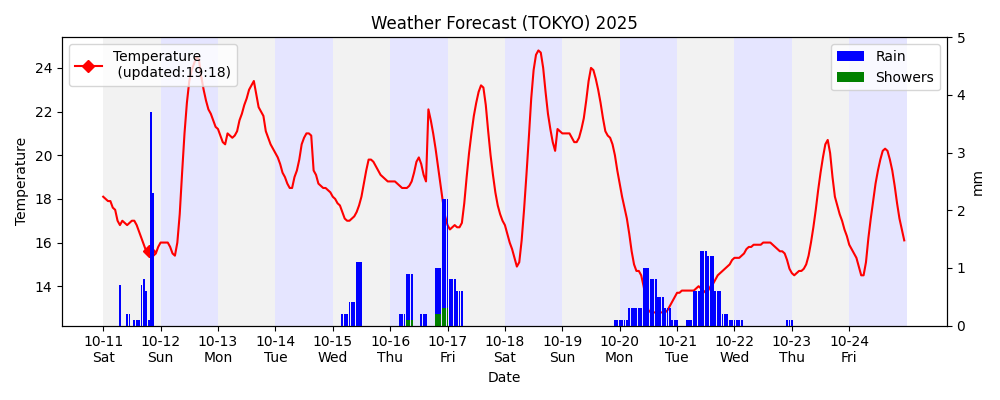 Weather Forecast (TOKYO) 2025
Temperature
(updated:19:18)
Rain
Showers
Temperature
24
22
20
18
16
14
5
4
3
2
1
0
mm
10-11 10-12 10-13 10-14 10-15 10-16 10-17 10-18 10-19 10-20 10-21 10-22 10-23 10-24
Sat Sun Mon Tue Wed Thu Fri Sat Sun Mon Tue Wed Thu Fri
Date